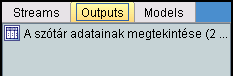 Streams Outputs Models
A szótár adatainak megtekintése (2 ...